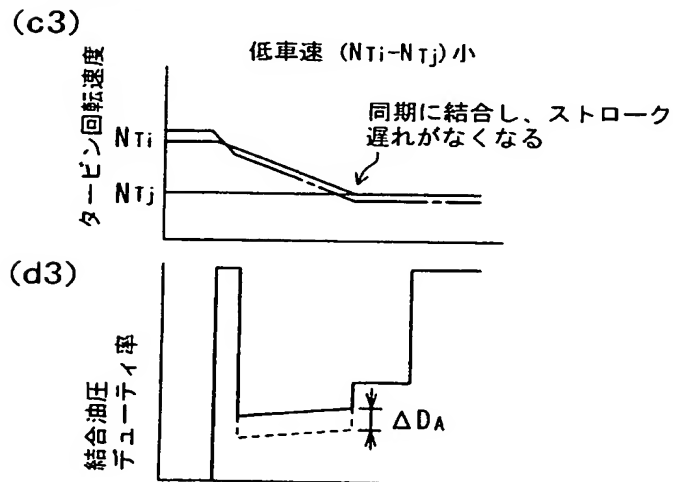 (c3)
低車速 (NTi-NTj)小
タービン回転速度
NTi
NTj
同期に結合し、ストローク
遅れがなくなる
(d3)
結合油圧
デューティ率
ΔDA